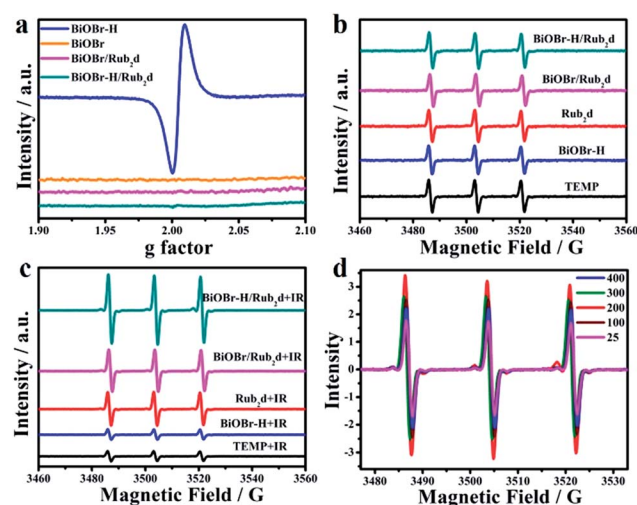 a
BiOBr-H
BiOBr
BiOBr/Rub₂d
BiOBr-H/Rub₂d
Intensity / a.u.
1.90 1.95 2.00 2.05 2.10
g factor
b
BiOBr-H/Rub₂d
BiOBr/Rub₂d
Rub₂d
BiOBr-H
TEMP
Intensity / a.u.
3460 3480 3500 3520 3540 3560
Magnetic Field / G
c
BiOBr-H/Rub₂d+IR
BiOBr/Rub₂d+IR
Rub₂d+IR
BiOBr-H+IR
TEMP+IR
Intensity / a.u.
3460 3480 3500 3520 3540 3560
Magnetic Field / G
d
400
300
200
100
25
3
2
1
0
-1
-2
-3
Intensity / a.u.
3480 3490 3500 3510 3520 3530
Magnetic Field / G